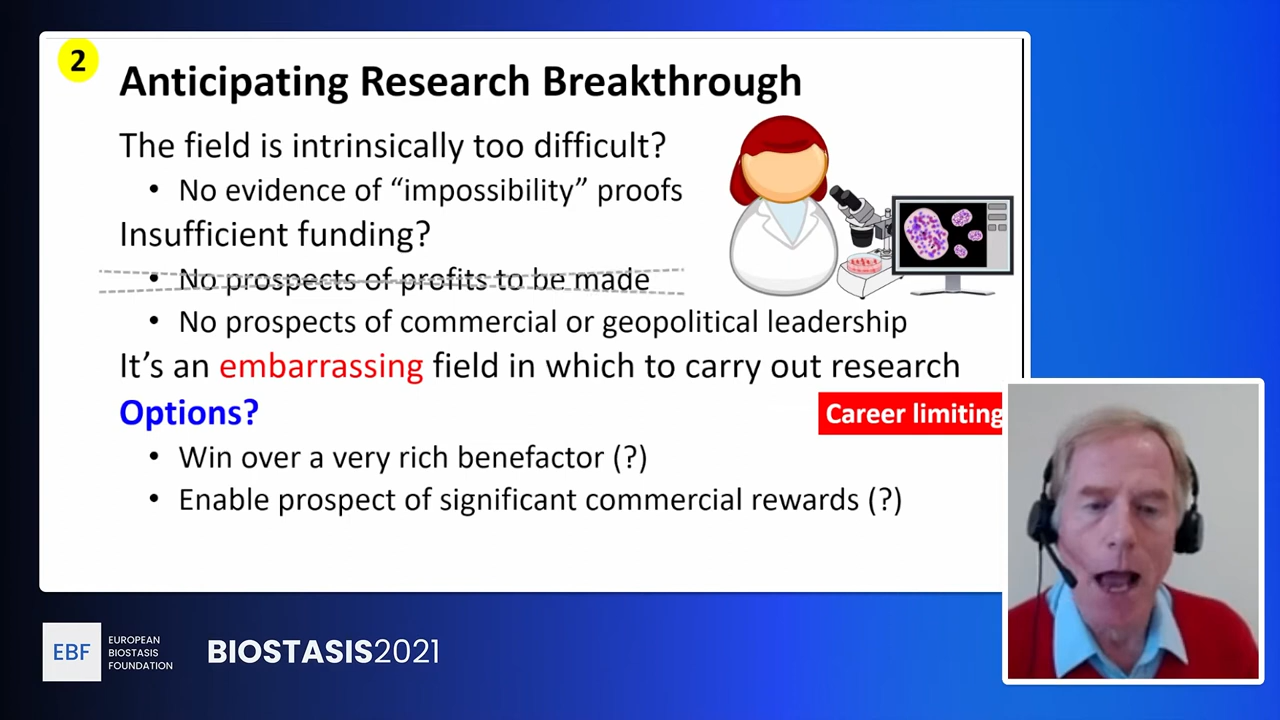 2
Anticipating Research Breakthrough
The field is intrinsically too difficult?
• No evidence of “impossibility” proofs
Insufficient funding?
• No prospects of profits to be made
• No prospects of commercial or geopolitical leadership
It’s an embarrassing field in which to carry out research
Options?
Career limiting
• Win over a very rich benefactor (?)
• Enable prospect of significant commercial rewards (?)
EBF
EUROPEAN
BIOSTASIS
FOUNDATION
BIOSTASIS2021